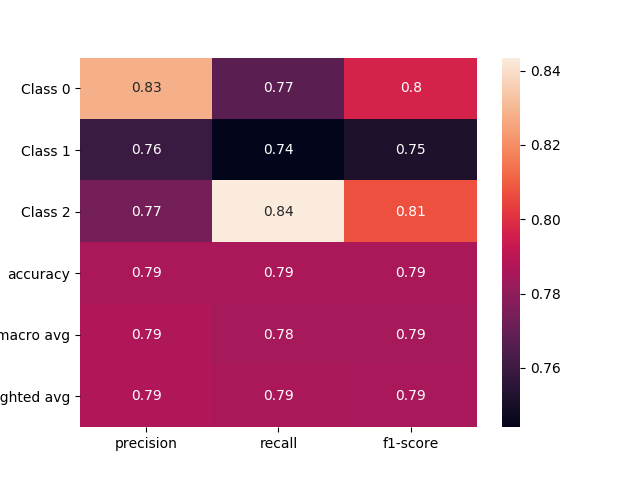 Class 0 0.83 0.77 0.8
Class 1 0.76 0.74 0.75
Class 2 0.77 0.84 0.81
accuracy 0.79 0.79 0.79
macro avg 0.79 0.78 0.79
ghted avg 0.79 0.79 0.79
precision recall f1-score
0.84
0.82
0.80
0.78
0.76